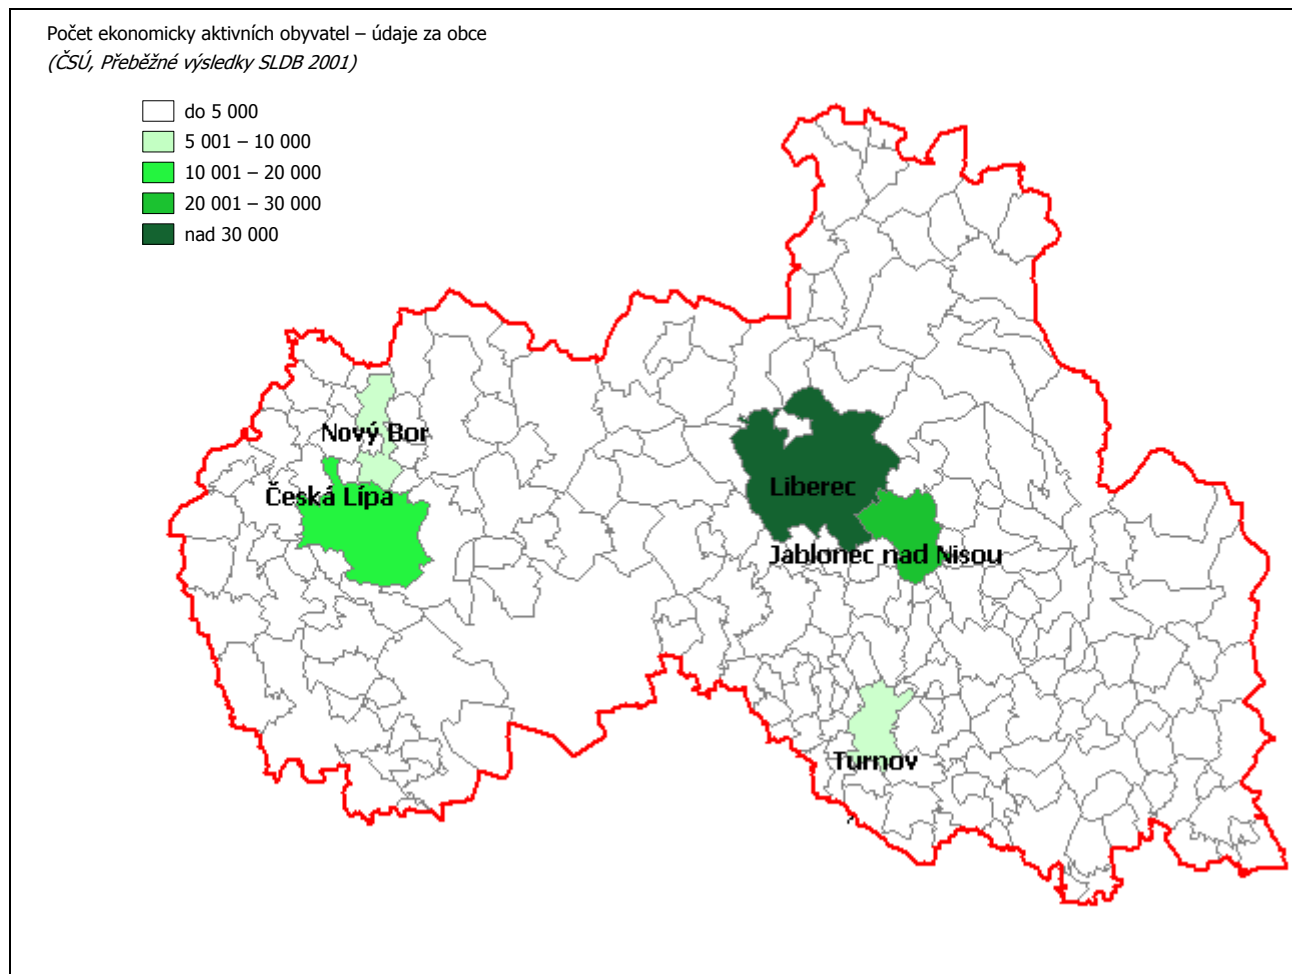 Počet ekonomicky aktivních obyvatel – údaje za obce
(ČSÚ, Přeběžné výsledky SLDB 2001)
do 5 000
5 001 – 10 000
10 001 – 20 000
20 001 – 30 000
nad 30 000
Nový Bor
Česká Lípa
Liberec
Jablonec nad Nisou
Turnov